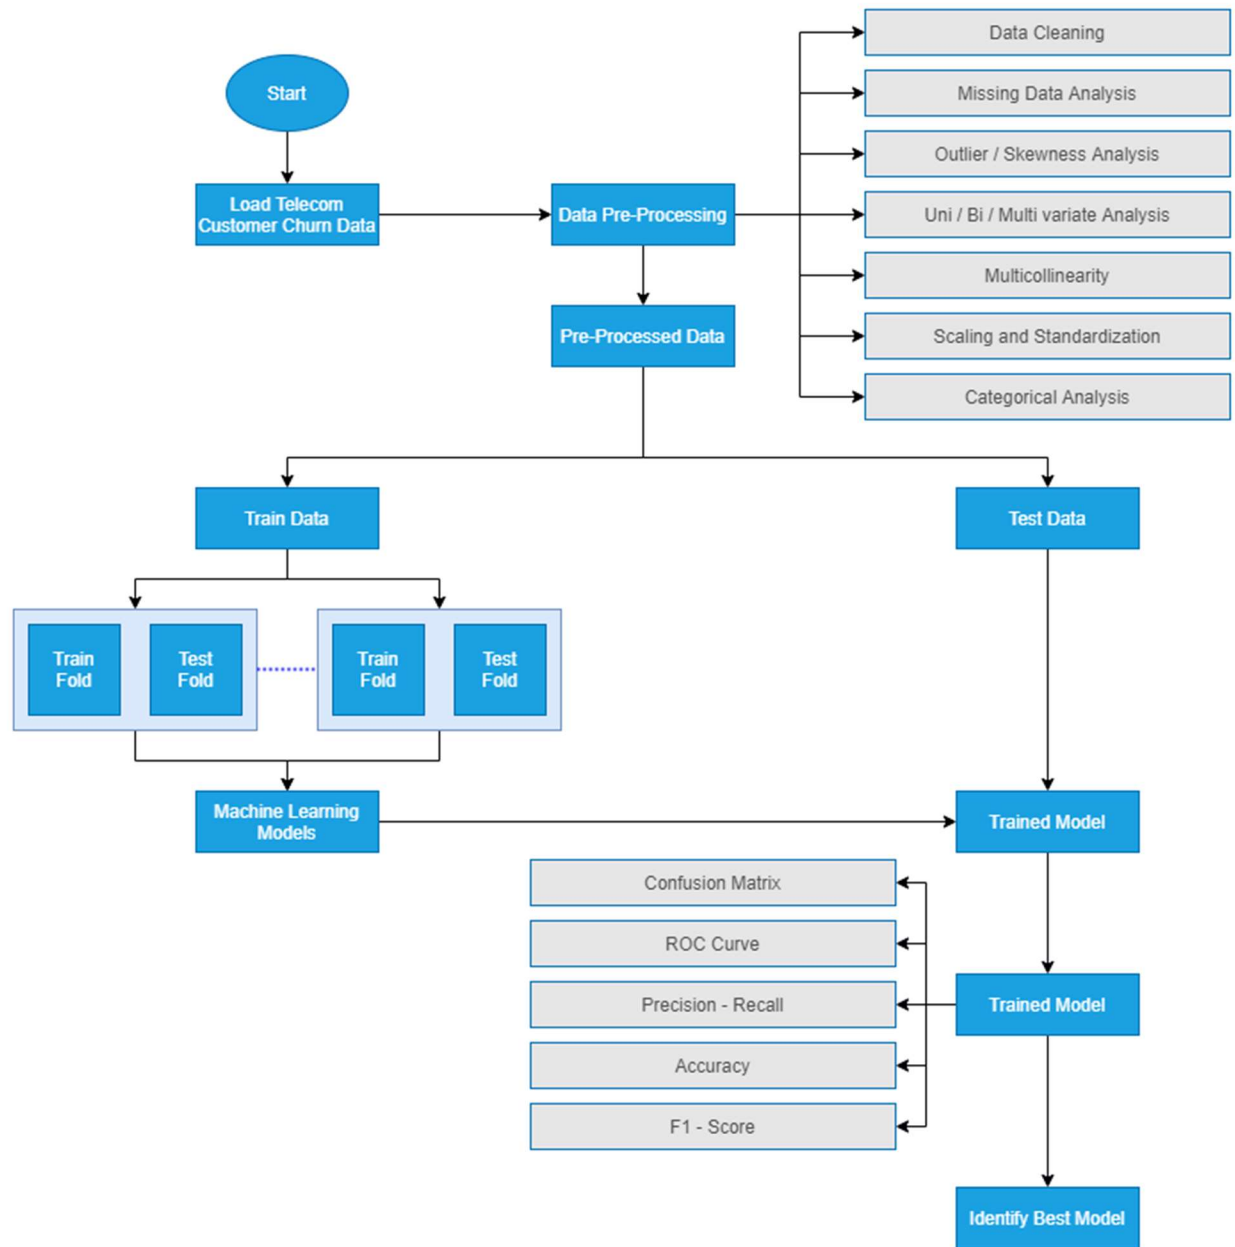 Start
Load Telecom
Customer Churn Data
Data Pre-Processing
Data Cleaning
Missing Data Analysis
Outlier / Skewness Analysis
Uni / Bi / Multi variate Analysis
Multicollinearity
Scaling and Standardization
Categorical Analysis
Pre-Processed Data
Train Data
Test Data
Train
Fold
Test
Fold
Train
Fold
Test
Fold
Machine Learning
Models
Trained Model
Confusion Matrix
ROC Curve
Precision - Recall
Accuracy
F1 - Score
Trained Model
Identify Best Model